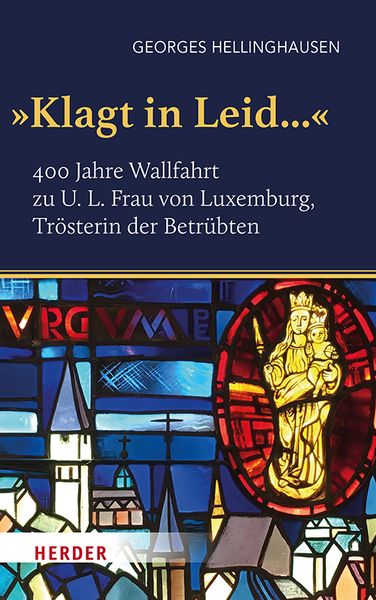 GEORGES HELLINGHAUSEN
»Klagt in Leid...«
400 Jahre Wallfahrt
zu U. L. Frau von Luxemburg,
Trösterin der Betrübten
HERDER